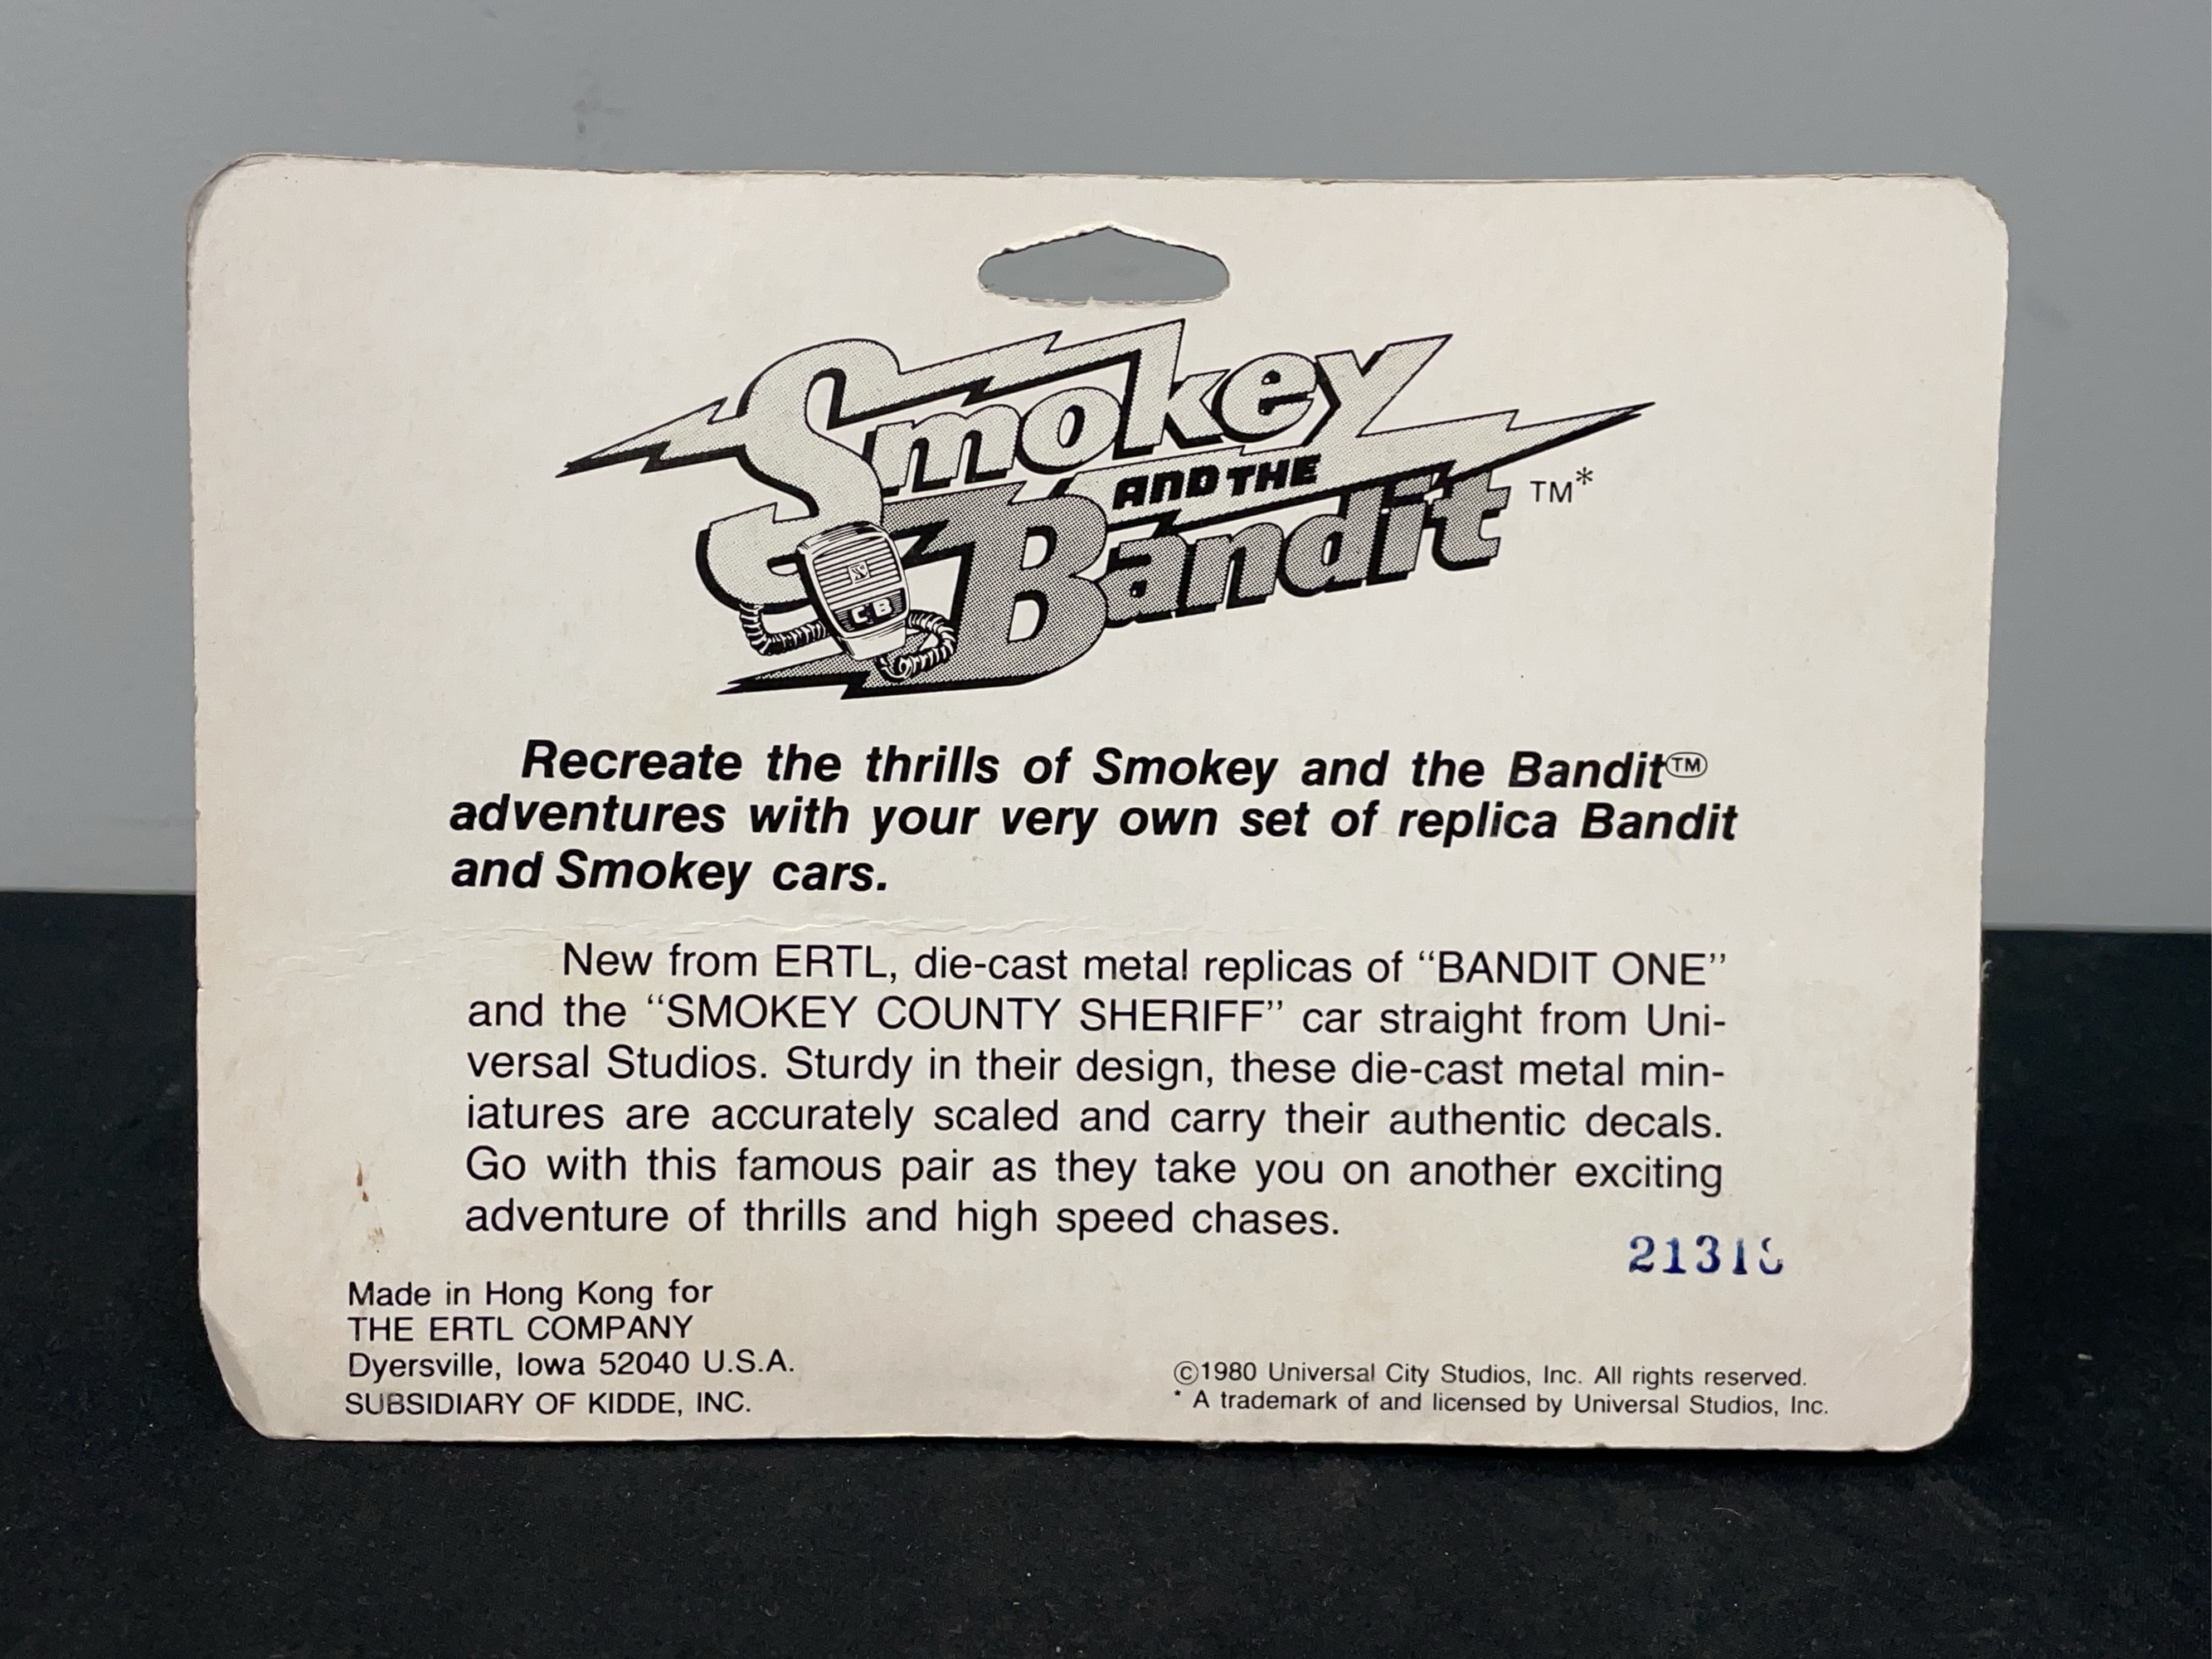 Smokey
AND THE
Bandit TM*
CB
Recreate the thrills of Smokey and the Bandit™
adventures with your very own set of replica Bandit
and Smokey cars.
New from ERTL, die-cast metal replicas of “BANDIT ONE”
and the “SMOKEY COUNTY SHERIFF” car straight from Uni-
versal Studios. Sturdy in their design, these die-cast metal min-
iatures are accurately scaled and carry their authentic decals.
Go with this famous pair as they take you on another exciting
adventure of thrills and high speed chases.
Made in Hong Kong for
THE ERTL COMPANY
Dyersville, Iowa 52040 U.S.A.
SUBSIDIARY OF KIDDE, INC.
©1980 Universal City Studios, Inc. All rights reserved.
* A trademark of and licensed by Universal Studios, Inc.